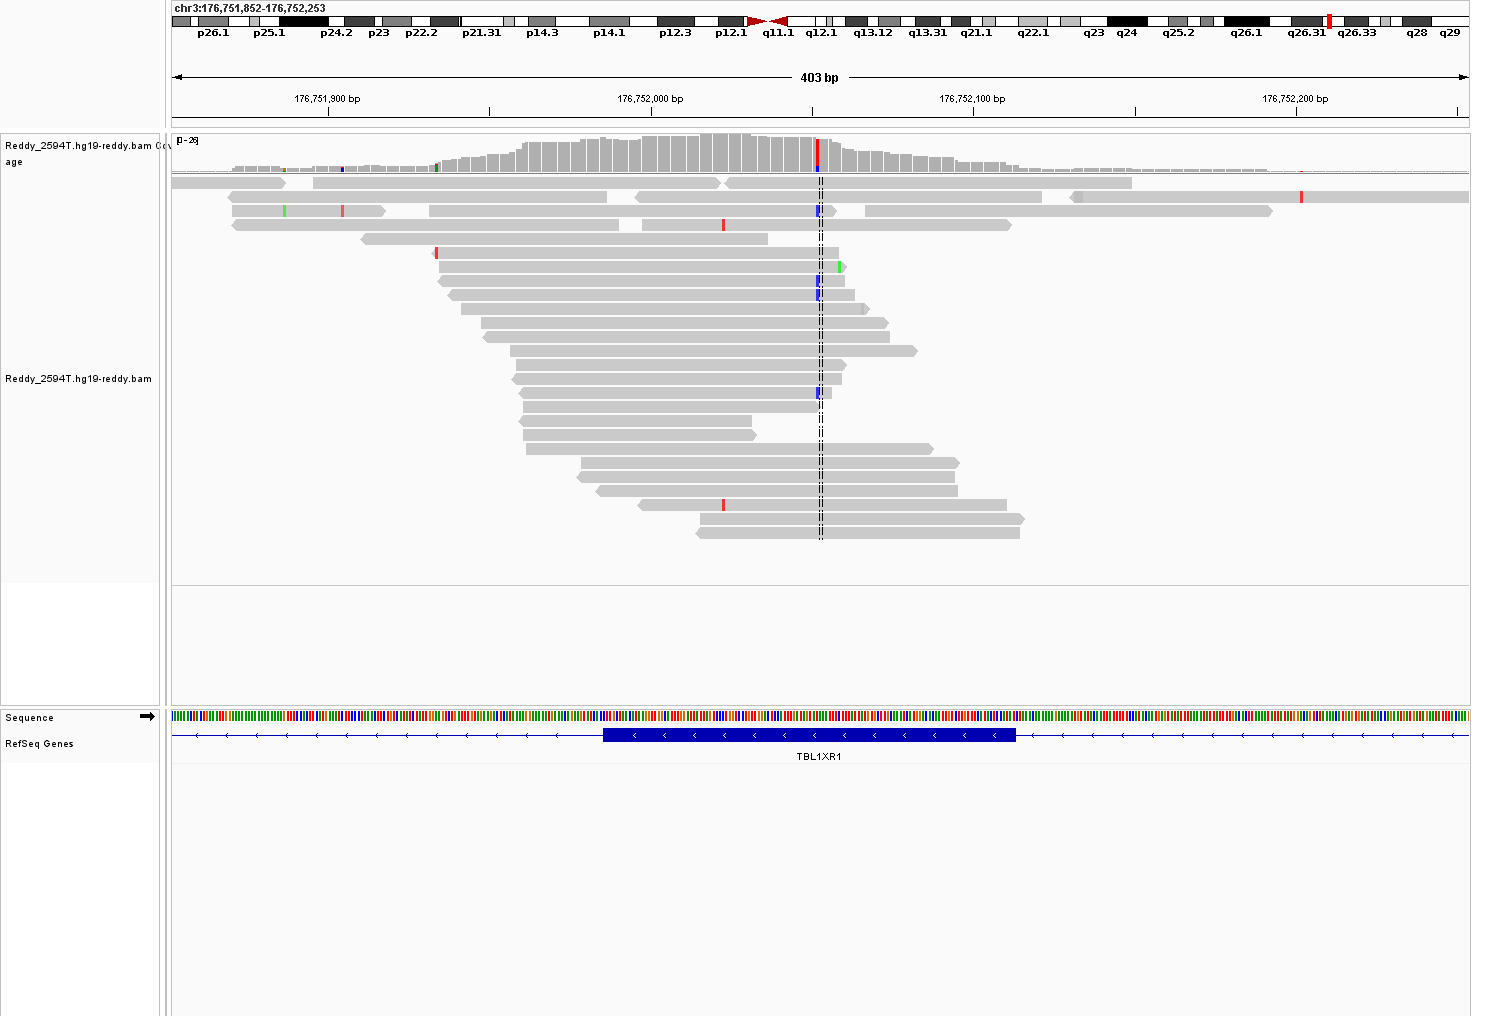 chr3:176,751,852-176,752,253
p26.1 p25.1 p24.2 p23 p22.2 p21.31 p14.3 p14.1 p12.3 p12.1 q11.1 q12.1 q13.12 q13.31 q21.1 q22.1 q23 q24 q25.2 q26.1 q26.31 q26.33 q28 q29
403 bp
176,751,900 bp 176,752,000 bp 176,752,100 bp 176,752,200 bp
[0-26]
Reddy_2594T.hg19-reddy.bam Cov
age
Reddy_2594T.hg19-reddy.bam
Sequence
RefSeq Genes
TBL1XR1